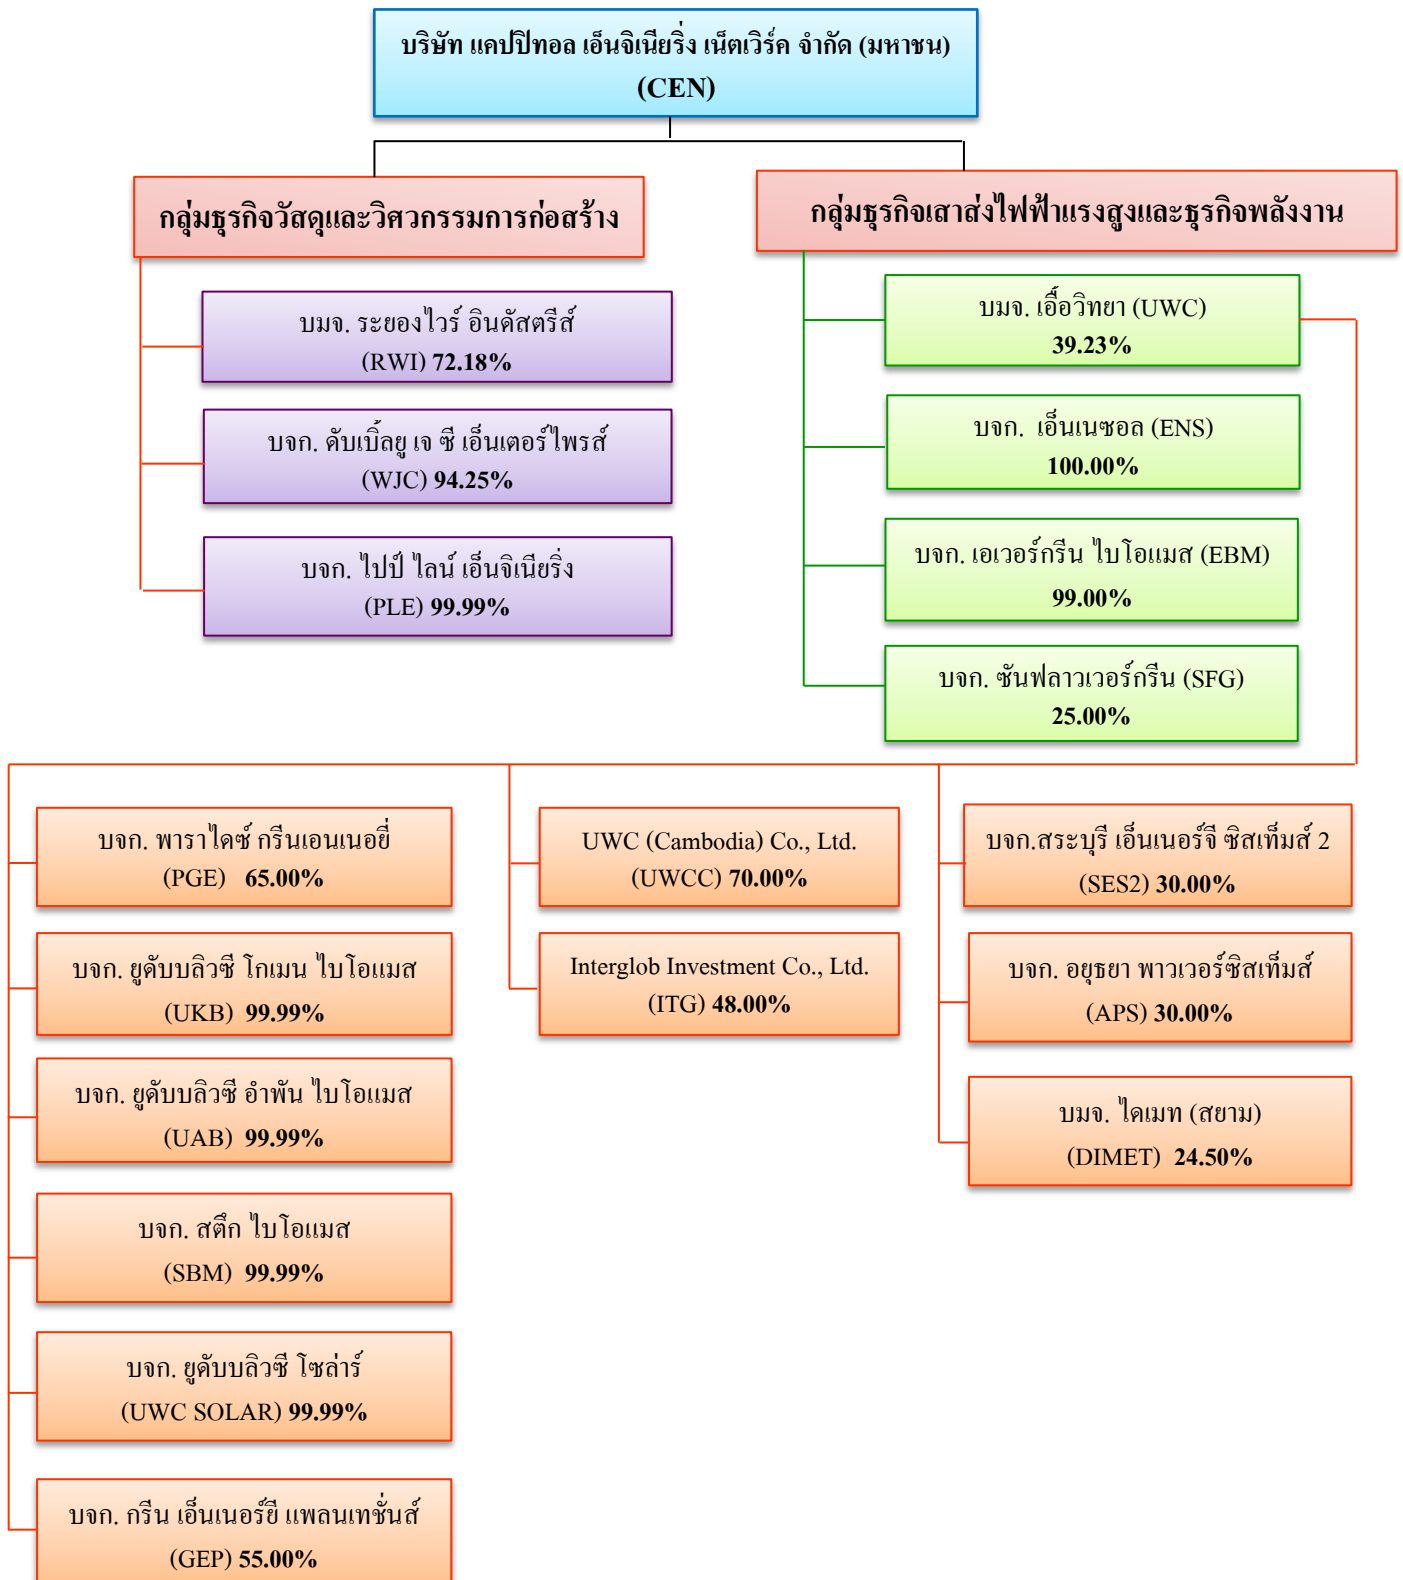 บริษัท แคปปิทอล เอ็นจิเนียริ่ง เน็ตเวิร์ค จำกัด (มหาชน)
(CEN)
กลุ่มธุรกิจวัสดุและวิศวกรรมการก่อสร้าง
บมจ. ระยองไวร์ อินดัสตรีส์
(RWI) 72.18%
บจก. ดับเบิ้ลยู เจ ซี เอ็นเตอร์ไพรส์
(WJC) 94.25%
บจก. ไปป์ ไลน์ เอ็นจิเนียริ่ง
(PLE) 99.99%
กลุ่มธุรกิจเสาส่งไฟฟ้าแรงสูงและธุรกิจพลังงาน
บมจ. เอื้อวิทยา (UWC)
39.23%
บจก. เอ็นเนซอล (ENS)
100.00%
บจก. เอเวอร์กรีน ไบโอแมส (EBM)
99.00%
บจก. ซันฟลาวเวอร์กรีน (SFG)
25.00%
บจก. พาราไดซ์ กรีนเอนเนอยี่
(PGE) 65.00%
บจก. ยูดับบลิวซี โกเมน ไบโอแมส
(UKB) 99.99%
บจก. ยูดับบลิวซี อำพัน ไบโอแมส
(UAB) 99.99%
บจก. สตึก ไบโอแมส
(SBM) 99.99%
บจก. ยูดับบลิวซี โซล่าร์
(UWC SOLAR) 99.99%
บจก. กรีน เอ็นเนอร์ยี แพลนเทชั่นส์
(GEP) 55.00%
UWC (Cambodia) Co., Ltd.
(UWCC) 70.00%
Interglob Investment Co., Ltd.
(ITG) 48.00%
บจก.สระบุรี เอ็นเนอร์จี ซิสเท็มส์ 2
(SES2) 30.00%
บจก. อยุธยา พาวเวอร์ซิสเท็มส์
(APS) 30.00%
บมจ. ไดเมท (สยาม)
(DIMET) 24.50%